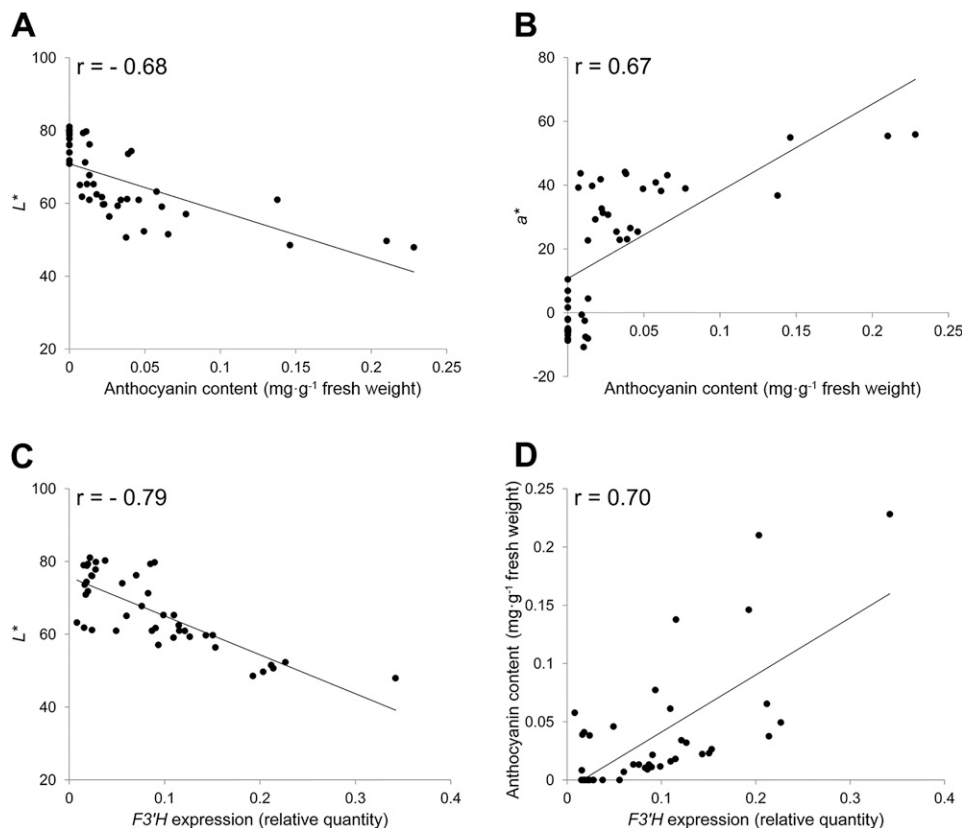 A
r = - 0.68
100
80
60
40
20
L*
0
0.05
0.1
0.15
0.2
0.25
Anthocyanin content (mg·g-1 fresh weight)
B
r = 0.67
80
60
40
20
0
-20
a*
0.05
0.1
0.15
0.2
0.25
Anthocyanin content (mg·g-1 fresh weight)
C
r = - 0.79
100
80
60
40
20
L*
0
0.1
0.2
0.3
0.4
F3'H expression (relative quantity)
D
r = 0.70
0.25
0.2
0.15
0.1
0.05
0
Anthocyanin content (mg·g-1 fresh weight)
0
0.1
0.2
0.3
0.4
F3'H expression (relative quantity)